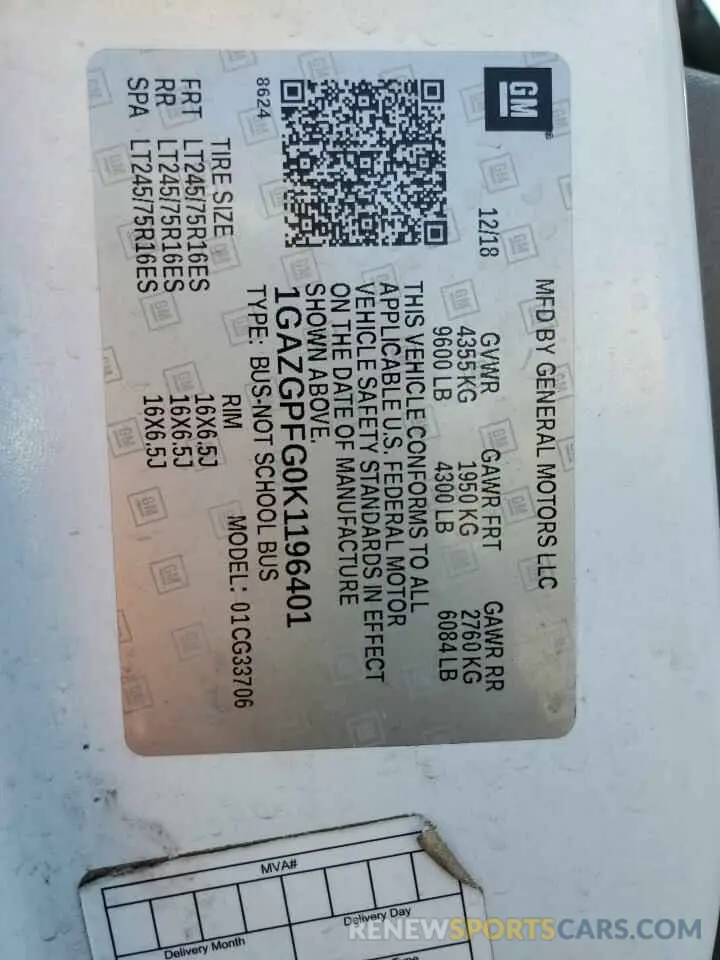 GM
MFD BY GENERAL MOTORS LLC
12/18 GVWR GAWR FRT GAWR RR
4355 KG 1950 KG 2760 KG
9600 LB 4300 LB 6084 LB
THIS VEHICLE CONFORMS TO ALL
APPLICABLE U.S. FEDERAL MOTOR
VEHICLE SAFETY STANDARDS IN EFFECT
ON THE DATE OF MANUFACTURE
SHOWN ABOVE.
1GAZGPFG0K1196401
TYPE: BUS-NOT SCHOOL BUS
8624
MODEL: 01CG33706
TIRE SIZE RIM
FRT LT245/75R16ES 16X6.5J
RR LT245/75R16ES 16X6.5J
SPA LT245/75R16ES 16X6.5J
MVA#
Delivery Month Delivery Day
RENEWSPORTSCARS.COM